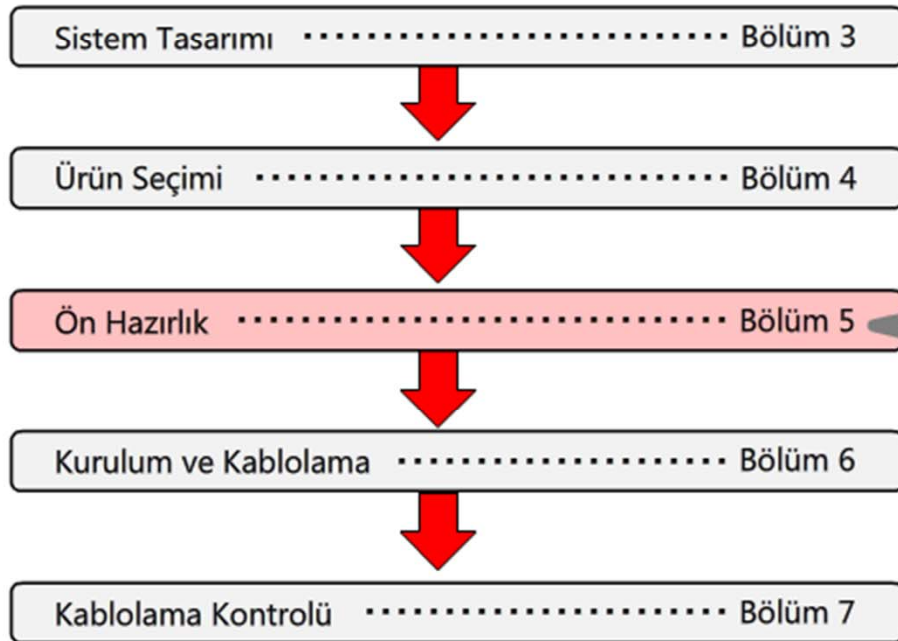 Sistem Tasarımı ............................ Bölüm 3
Ürün Seçimi ............................... Bölüm 4
Ön Hazırlık ................................ Bölüm 5
Kurulum ve Kablolama ...................... Bölüm 6
Kablolama Kontrolü ........................ Bölüm 7